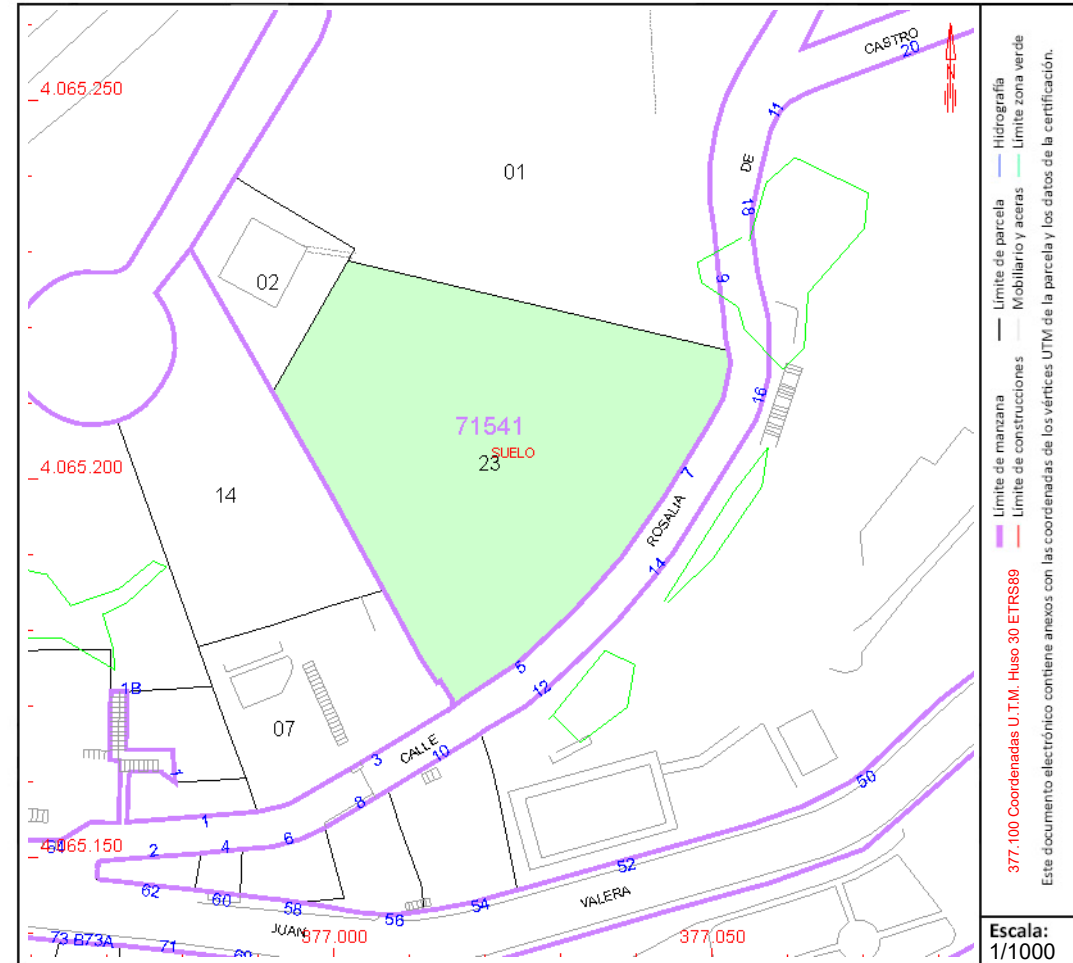 4.065.250
CASTRO
20
N
11
01
DE
18
02
9
16
71541
SUELO
23
4.065.200
7
14
ROSALIA
14
1B
5
12
07
CALLE
3
10
1
8
50
1
6
64
4.065.150
2
4
52
62
60
58
56
54
VALERA
JUAN
377.000
377.050
73 B
73A
71
69
Hidrografía
Límite zona verde
Límite de parcela
Mobiliario y aceras
Límite de manzana
Límite de construcciones
377.100 Coordenadas U.T.M. Huso 30 ETRS89
Este documento electrónico contiene anexos con las coordenadas de los vértices UTM de la parcela y los datos de la certificación.
Escala:
1/1000